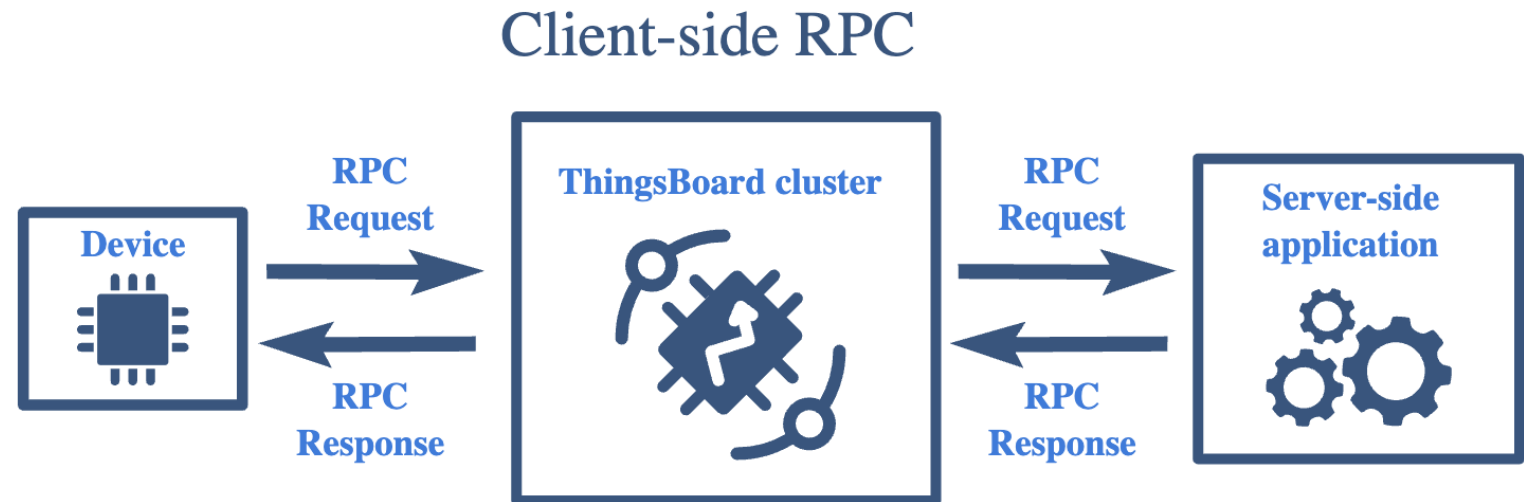 Client-side RPC
Device
RPC
Request
RPC
Response
ThingsBoard cluster
RPC
Request
RPC
Response
Server-side
application